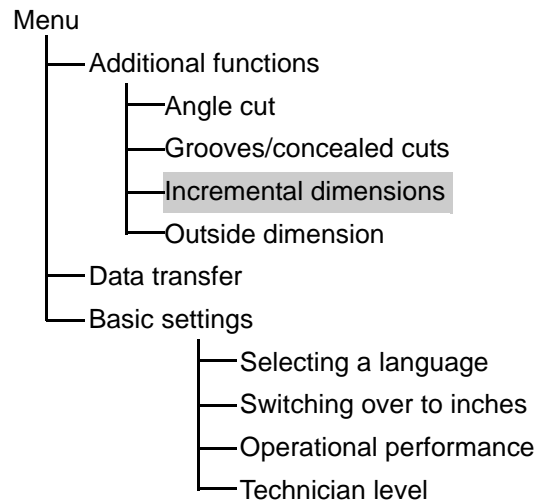 Menu
Additional functions
Angle cut
Grooves/concealed cuts
Incremental dimensions
Outside dimension
Data transfer
Basic settings
Selecting a language
Switching over to inches
Operational performance
Technician level